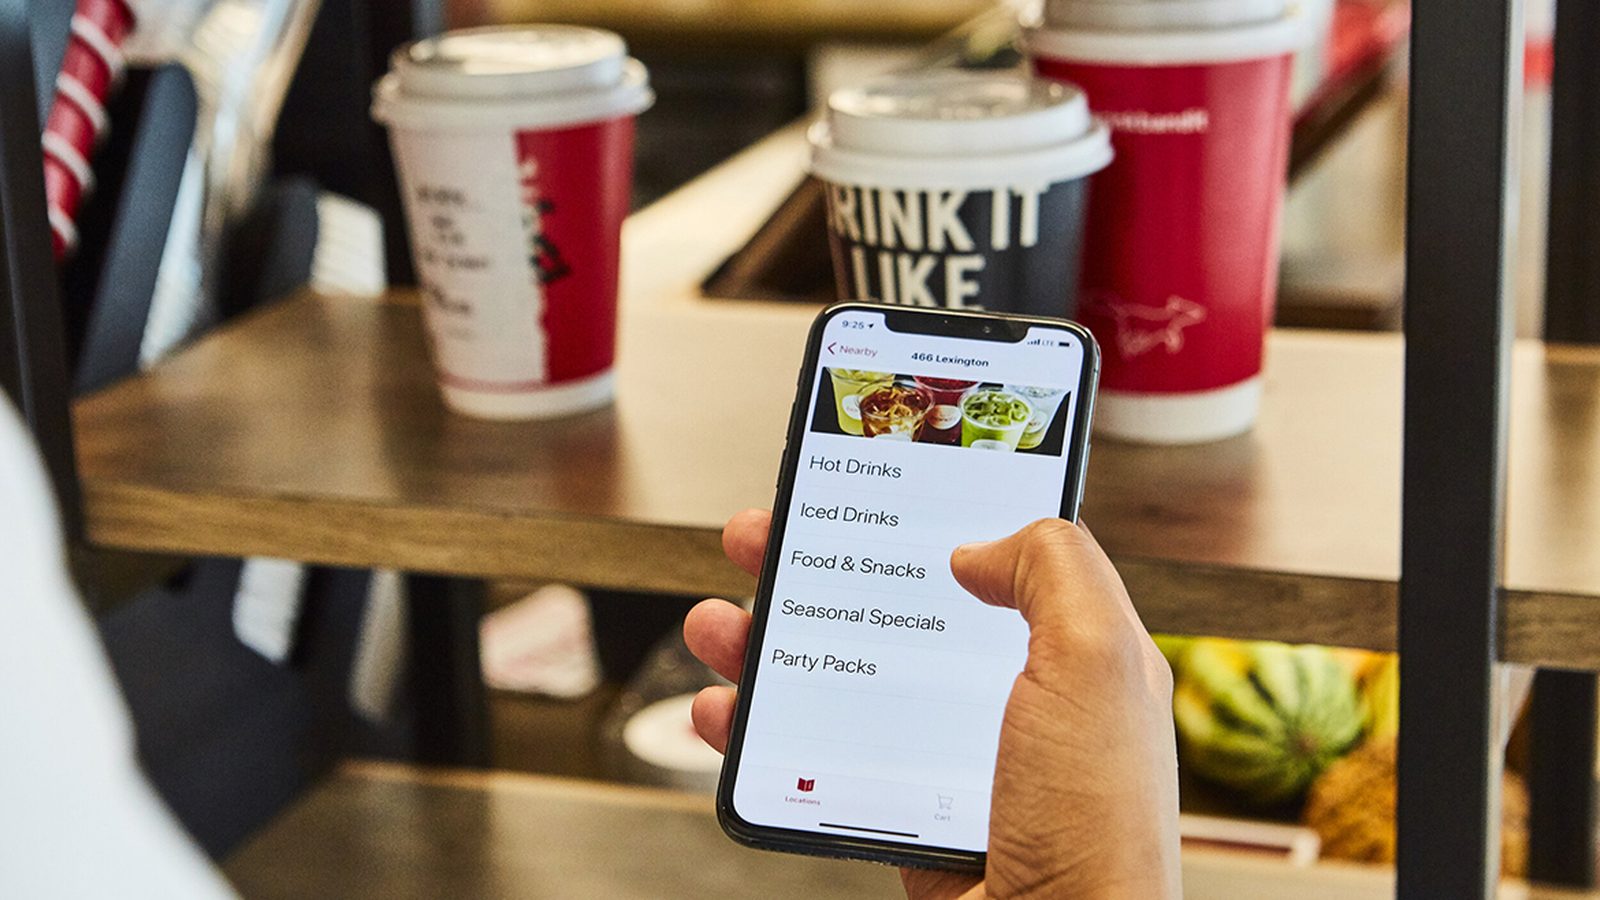 RINK IT
LIKE
9:25
LTE
Nearby
466 Lexington
Hot Drinks
Iced Drinks
Food & Snacks
Seasonal Specials
Party Packs
Locations
Cart